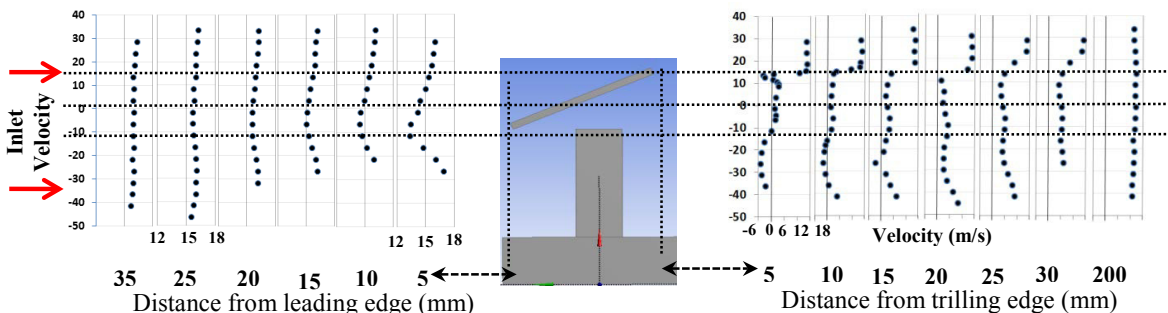 40
30
20
10
0
-10
-20
-30
-40
-50
Inlet
Velocity
12 15 18
12 15 18
35 25 20 15 10 5
Distance from leading edge (mm)
40
30
20
10
0
-10
-20
-30
-40
-50
-6 0 6 12 18
Velocity (m/s)
5 10 15 20 25 30 200
Distance from trilling edge (mm)